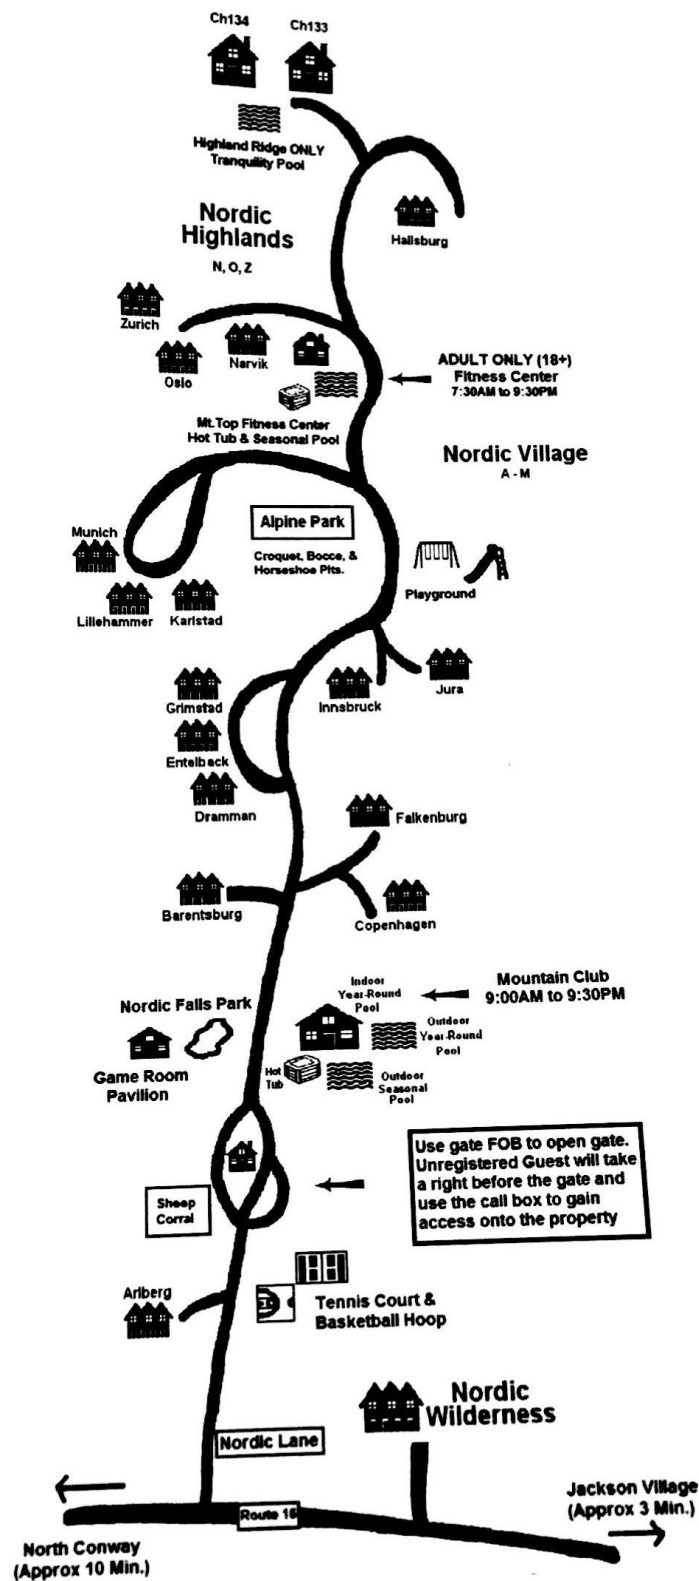 Ch134
Ch133
Highland Ridge ONLY
Tranquility Pool
Nordic
Highlands
N, O, Z
Hallsburg
Zurich
Oslo
Narvik
ADULT ONLY (18+)
Fitness Center
7:30AM to 9:30PM
Mt.Top Fitness Center
Hot Tub & Seasonal Pool
Nordic Village
A - M
Alpine Park
Croquet, Bocce, &
Horseshoe Pits.
Munich
Lillehammer
Karlstad
Playground
Grimstad
Innsbruck
Jura
Entelback
Dramman
Falkenburg
Barentsburg
Copenhagen
Nordic Falls Park
Game Room
Pavilion
Indoor
Year-Round
Pool
Mountain Club
9:00AM to 9:30PM
Outdoor
Year-Round
Pool
Hot
Tub
Outdoor
Seasonal
Pool
Use gate FOB to open gate.
Unregistered Guest will take
a right before the gate and
use the call box to gain
access onto the property
Sheep
Corral
Arlberg
Tennis Court &
Basketball Hoop
Nordic
Wilderness
Nordic Lane
Route 16
Jackson Village
(Approx 3 Min.)
North Conway
(Approx 10 Min.)